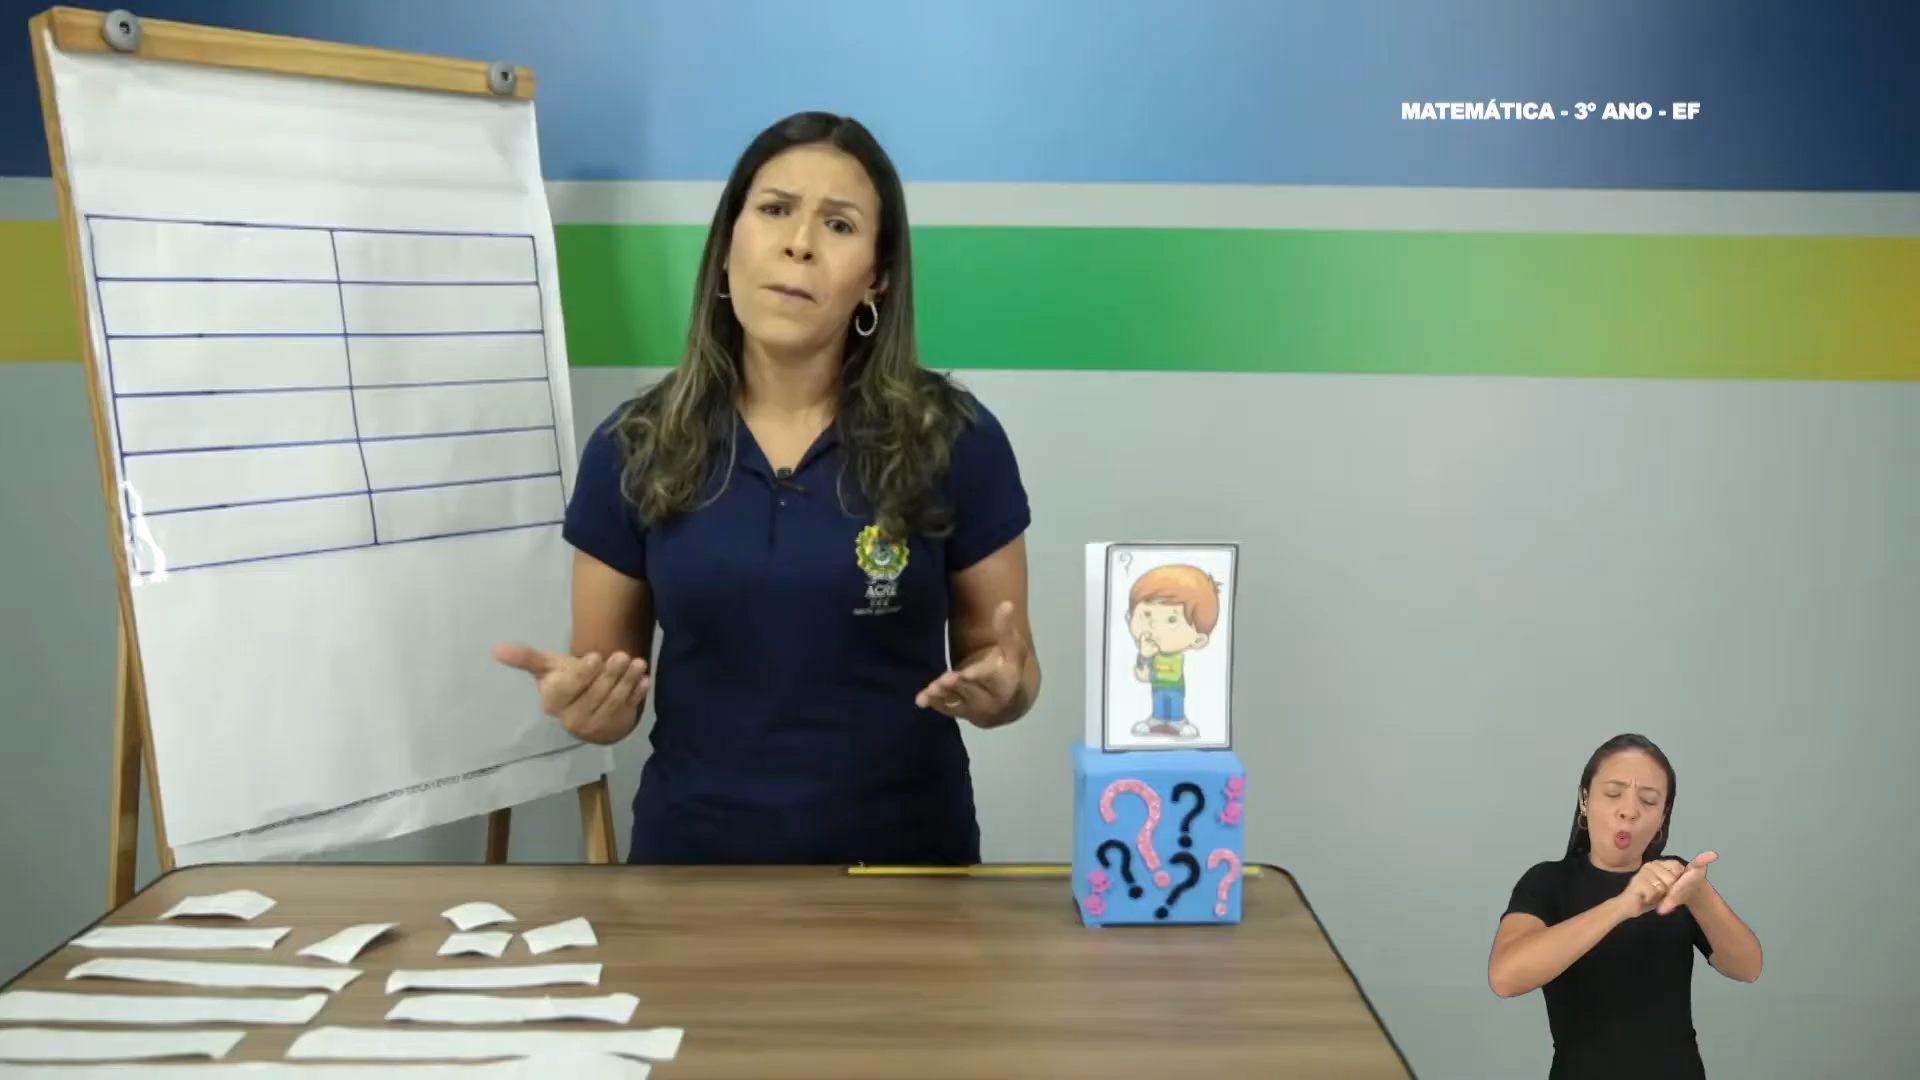 MATEMÁTICA - 3º ANO - EF
ACRE
?
? ? ? ? ?